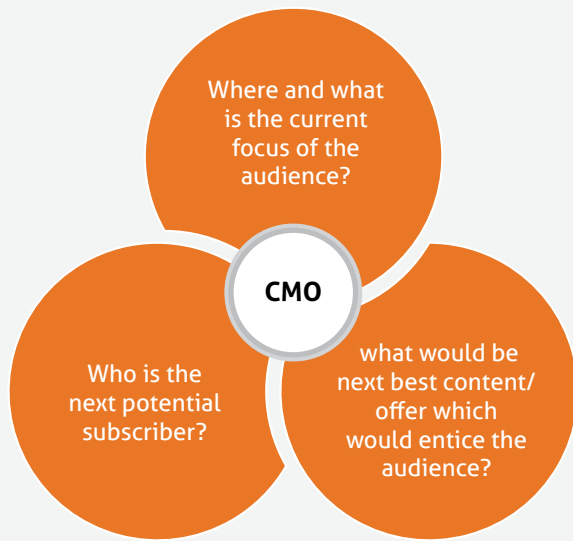 Where and what
is the current
focus of the
audience?
CMO
Who is the
next potential
subscriber?
what would be
next best content/
offer which
would entice the
audience?